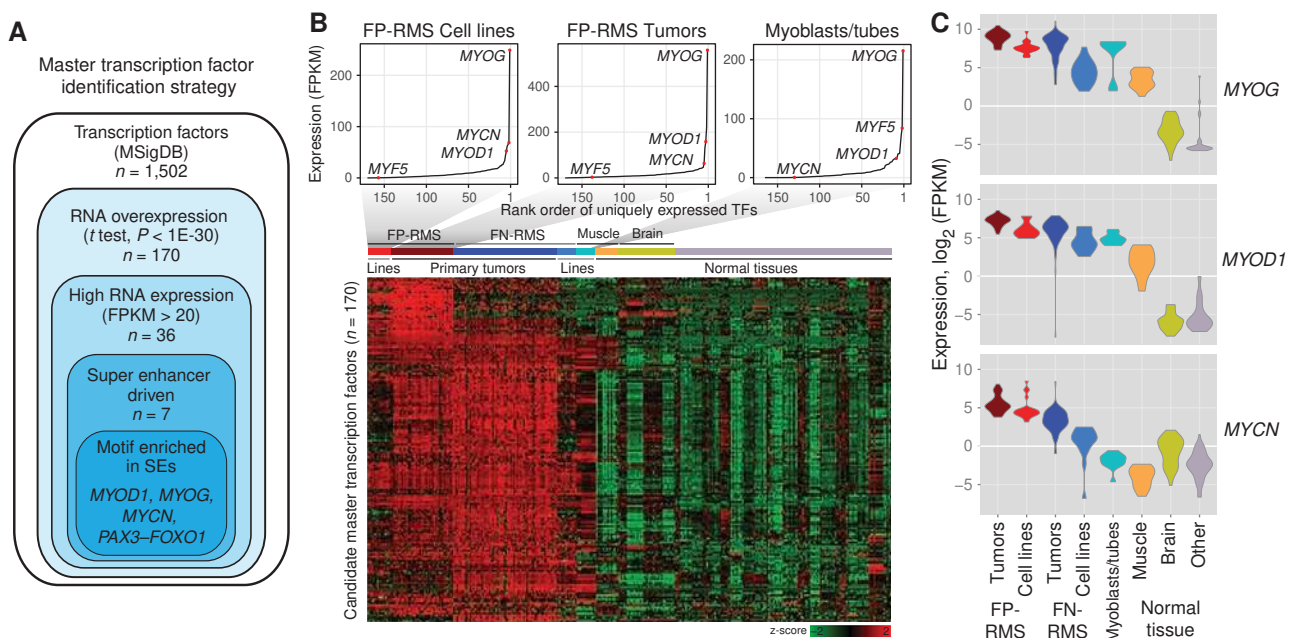 A
Master transcription factor
identification strategy
Transcription factors
(MSigDB)
n = 1,502
RNA overexpression
(t test, P < 1E-30)
n = 170
High RNA expression
(FPKM > 20)
n = 36
Super enhancer
driven
n = 7
Motif enriched
in SEs
MYOD1, MYOG,
MYCN,
PAX3–FOXO1
B
FP-RMS Cell lines
FP-RMS Tumors
Myoblasts/tubes
Expression (FPKM)
200
100
0
MYOG
MYCN
MYOD1
MYF5
150
100
50
1
400
200
0
MYOG
MYOD1
MYCN
MYF5
150
100
50
1
200
100
0
MYOG
MYF5
MYOD1
MYCN
150
100
50
1
Rank order of uniquely expressed TFs
FP-RMS
FN-RMS
Muscle
Brain
Lines
Primary tumors
Lines
Normal tissues
Candidate master transcription factors (n = 170)
z-score
−2
2
C
Expression, log2 (FPKM)
10
5
0
−5
MYOG
10
5
0
−5
MYOD1
10
5
0
−5
MYCN
Tumors
Cell lines
Tumors
Cell lines
Myoblasts/tubes
Muscle
Brain
Other
FP-
RMS
FN-
RMS
Normal
tissue